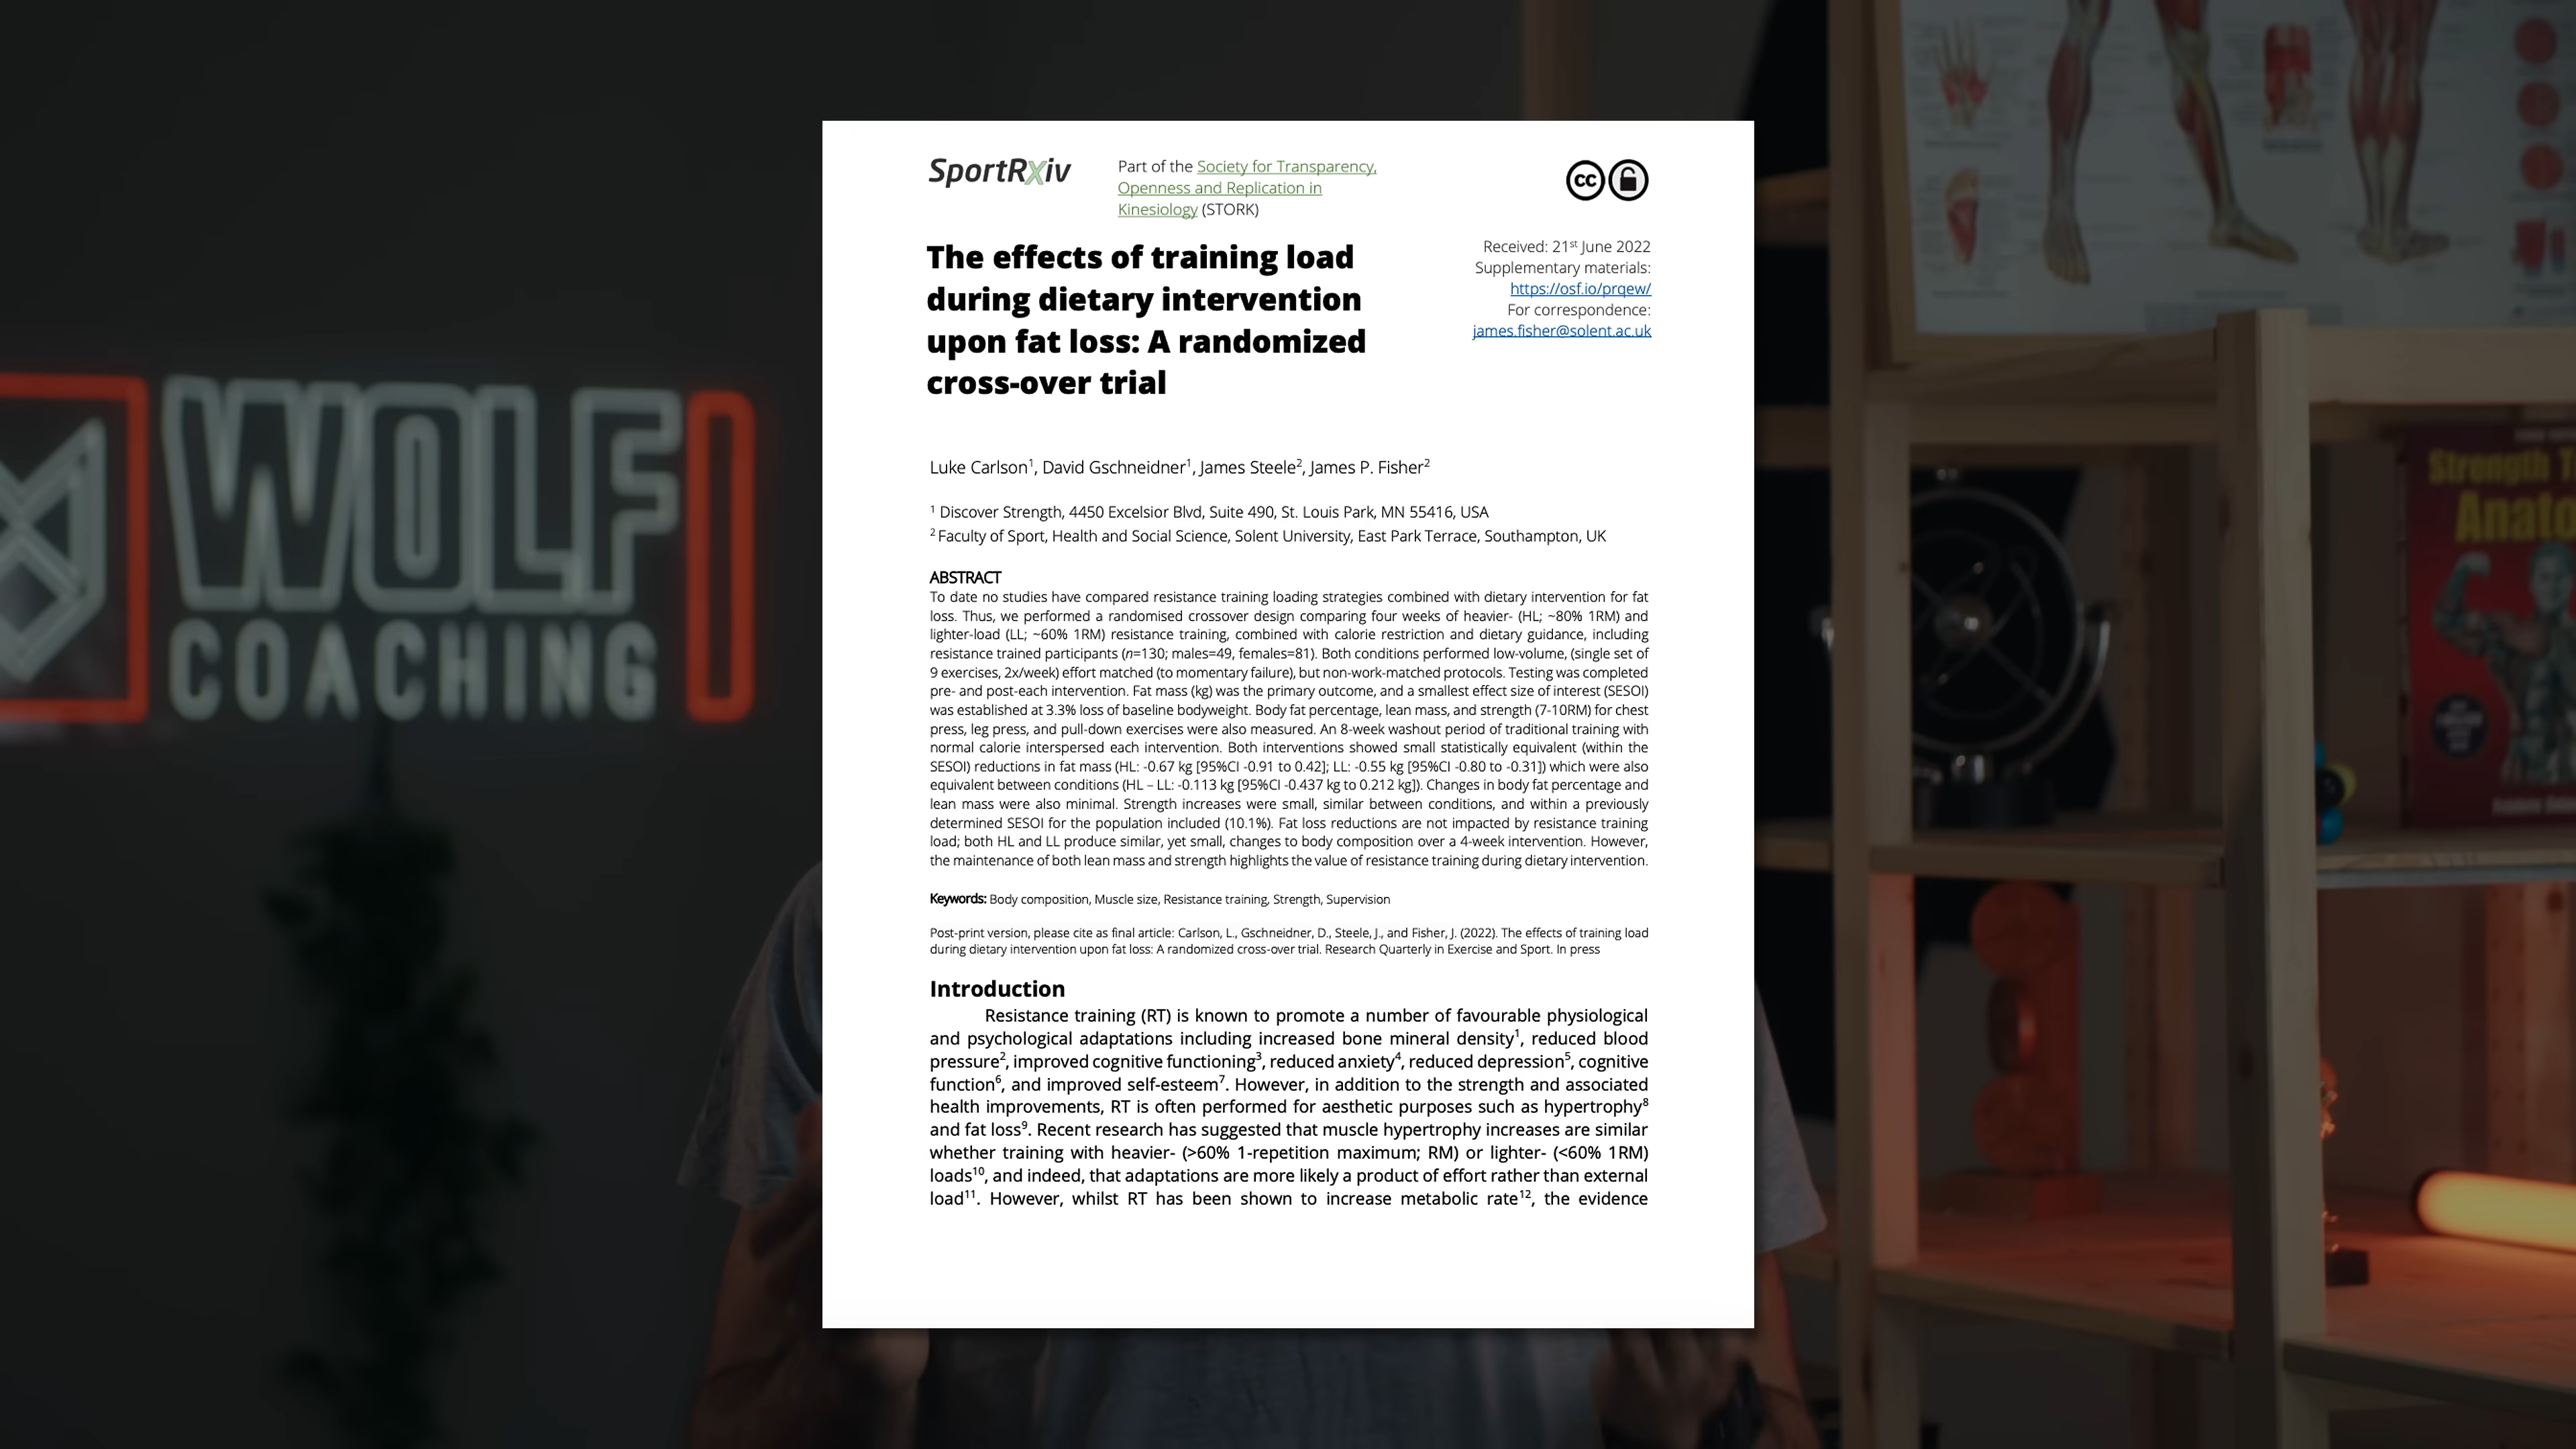 WOLF
COACHING
Strength T
Anato
SportRxiv
Part of the Society for Transparency,
Openness and Replication in
Kinesiology (STORK)
cc
The effects of training load
during dietary intervention
upon fat loss: A randomized
cross-over trial
Received: 21st June 2022
Supplementary materials:
https://osf.io/prqew/
For correspondence:
james.fisher@solent.ac.uk
Luke Carlson1, David Gschneidner1, James Steele2, James P. Fisher2
1 Discover Strength, 4450 Excelsior Blvd, Suite 490, St. Louis Park, MN 55416, USA
2 Faculty of Sport, Health and Social Science, Solent University, East Park Terrace, Southampton, UK
ABSTRACT
To date no studies have compared resistance training loading strategies combined with dietary intervention for fat
loss. Thus, we performed a randomised crossover design comparing four weeks of heavier- (HL; ~80% 1RM) and
lighter-load (LL; ~60% 1RM) resistance training, combined with calorie restriction and dietary guidance, including
resistance trained participants (n=130; males=49, females=81). Both conditions performed low-volume, (single set of
9 exercises, 2x/week) effort matched (to momentary failure), but non-work-matched protocols. Testing was completed
pre- and post-each intervention. Fat mass (kg) was the primary outcome, and a smallest effect size of interest (SESOI)
was established at 3.3% loss of baseline bodyweight. Body fat percentage, lean mass, and strength (7-10RM) for chest
press, leg press, and pull-down exercises were also measured. An 8-week washout period of traditional training with
normal calorie interspersed each intervention. Both interventions showed small statistically equivalent (within the
SESOI) reductions in fat mass (HL: -0.67 kg [95%CI -0.91 to 0.42]; LL: -0.55 kg [95%CI -0.80 to -0.31]) which were also
equivalent between conditions (HL – LL: -0.113 kg [95%CI -0.437 kg to 0.212 kg]). Changes in body fat percentage and
lean mass were also minimal. Strength increases were small, similar between conditions, and within a previously
determined SESOI for the population included (10.1%). Fat loss reductions are not impacted by resistance training
load; both HL and LL produce similar, yet small, changes to body composition over a 4-week intervention. However,
the maintenance of both lean mass and strength highlights the value of resistance training during dietary intervention.
Keywords: Body composition, Muscle size, Resistance training, Strength, Supervision
Post-print version, please cite as final article: Carlson, L., Gschneidner, D., Steele, J., and Fisher, J. (2022). The effects of training load
during dietary intervention upon fat loss: A randomized cross-over trial. Research Quarterly in Exercise and Sport. In press
Introduction
Resistance training (RT) is known to promote a number of favourable physiological
and psychological adaptations including increased bone mineral density1, reduced blood
pressure2, improved cognitive functioning3, reduced anxiety4, reduced depression5, cognitive
function6, and improved self-esteem7. However, in addition to the strength and associated
health improvements, RT is often performed for aesthetic purposes such as hypertrophy8
and fat loss9. Recent research has suggested that muscle hypertrophy increases are similar
whether training with heavier- (>60% 1-repetition maximum; RM) or lighter- (<60% 1RM)
loads10, and indeed, that adaptations are more likely a product of effort rather than external
load11. However, whilst RT has been shown to increase metabolic rate12, the evidence